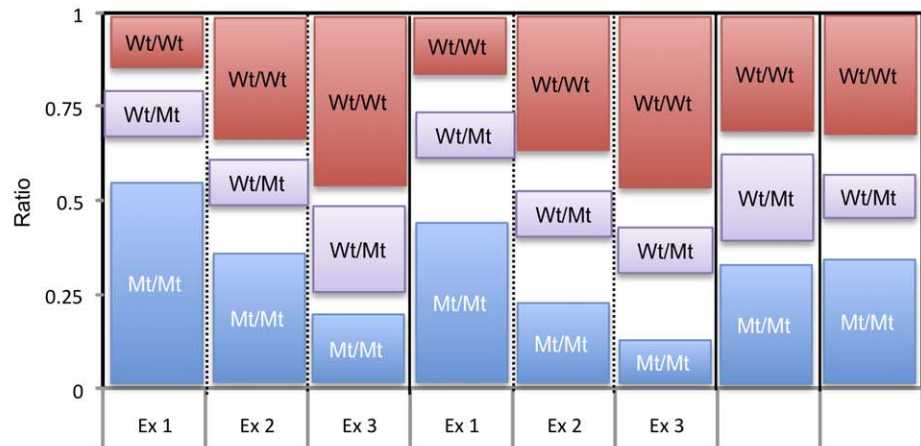 1
Wt/Wt Wt/Wt Wt/Wt Wt/Wt Wt/Wt Wt/Wt Wt/Wt Wt/Wt
0.75
Wt/Mt Wt/Mt Wt/Mt Wt/Mt Wt/Mt Wt/Mt Wt/Mt Wt/Mt
Ratio
0.5
Mt/Mt Mt/Mt Mt/Mt Mt/Mt Mt/Mt Mt/Mt Mt/Mt Mt/Mt
0.25
0
Ex 1 Ex 2 Ex 3 Ex 1 Ex 2 Ex 3